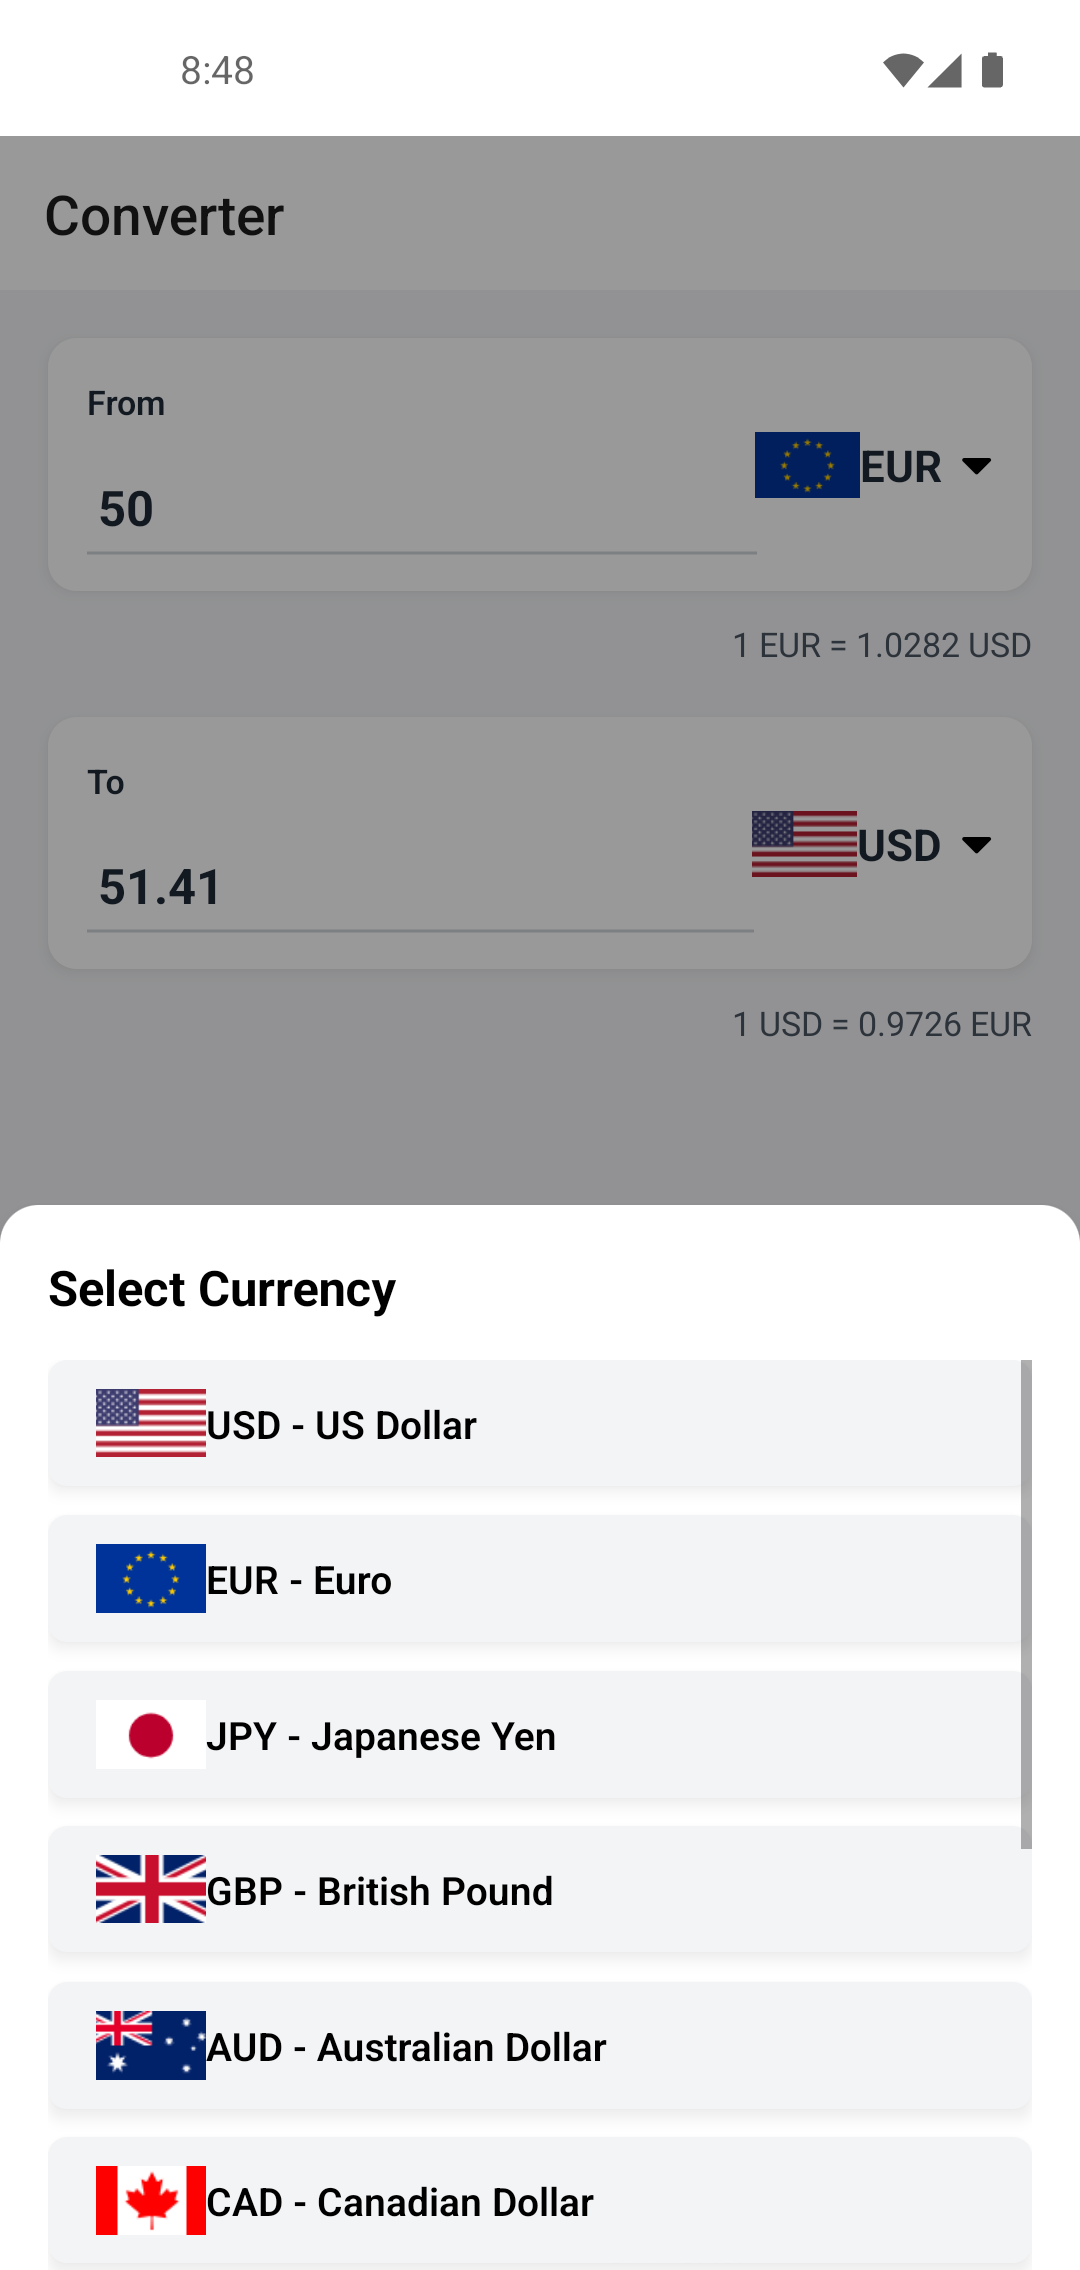 8:48
Converter
From
50
EUR
1 EUR = 1.0282 USD
To
51.41
USD
1 USD = 0.9726 EUR
Select Currency
USD - US Dollar
EUR - Euro
JPY - Japanese Yen
GBP - British Pound
AUD - Australian Dollar
CAD - Canadian Dollar